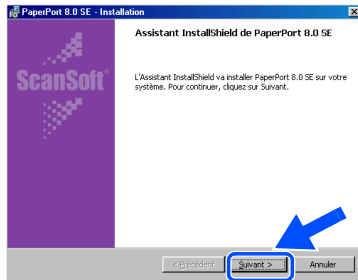 PaperPort 8.0 SE - Installation
Assistant InstallShield de PaperPort 8.0 SE
ScanSoft®
L'Assistant InstallShield va installer PaperPort 8.0 SE sur votre
système. Pour continuer, cliquez sur Suivant.
< Précédent
Suivant >
Annuler